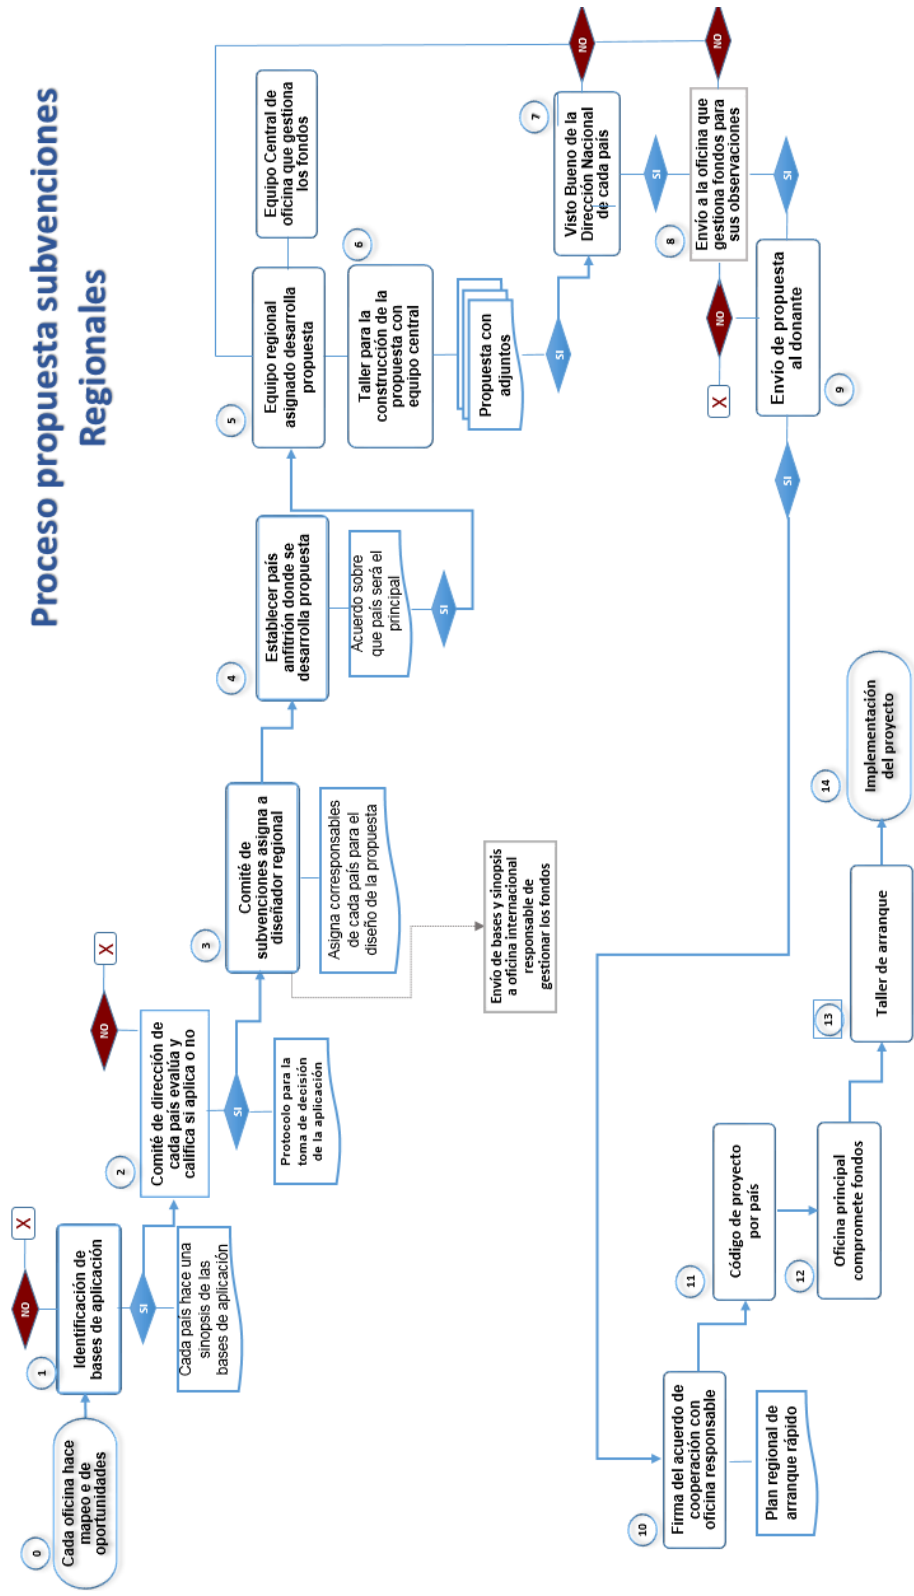 Proceso propuesta subvenciones
Regionales
0
Cada oficina hace
mapeo e de
oportunidades
1
Identificación de
bases de aplicación
NO
X
SI
Cada país hace una
sinopsis de las
bases de aplicación
2
Comité de dirección de
cada país evalúa y
califica si aplica o no
NO
X
SI
Protocolo para la
toma de decisión
de la aplicación
3
Comité de
subvenciones asigna a
diseñador regional
Asigna corresponsables
de cada país para el
diseño de la propuesta
Envío de bases y sinopsis
a oficina internacional
responsable de
gestionar los fondos
4
Establecer país
anfitrión donde se
desarrolla propuesta
Acuerdo sobre
que país será el
principal
SI
5
Equipo regional
asignado desarrolla
propuesta
Equipo Central de
oficina que gestiona
los fondos
6
Taller para la
construcción de la
propuesta con
equipo central
Propuesta con
adjuntos
SI
7
Visto Bueno de la
Dirección Nacional
de cada país
NO
SI
8
Envío a la oficina que
gestiona fondos para
sus observaciones
NO
NO
X
SI
9
Envío de propuesta
al donante
SI
10
Firma del acuerdo de
cooperación con
oficina responsable
Plan regional de
arranque rápido
11
Código de proyecto
por país
12
Oficina principal
compromete fondos
13
Taller de arranque
14
Implementación
del proyecto